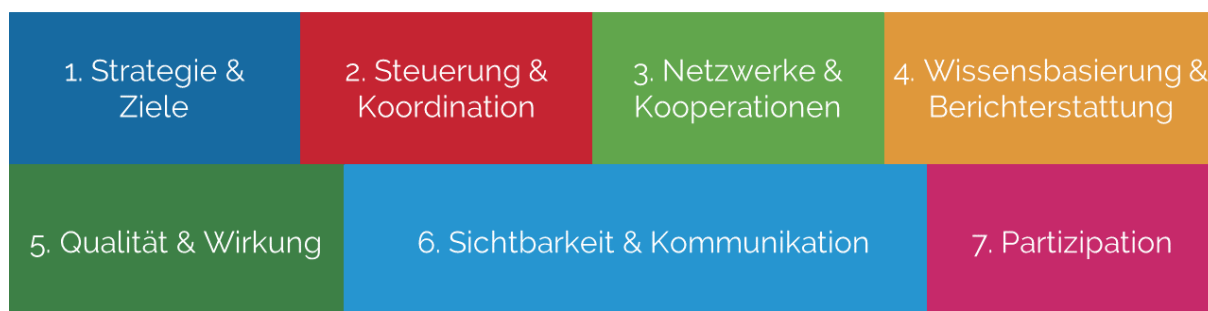 1. Strategie &
Ziele
2. Steuerung &
Koordination
3. Netzwerke &
Kooperationen
4. Wissensbasierung &
Berichterstattung
5. Qualität & Wirkung
6. Sichtbarkeit & Kommunikation
7. Partizipation